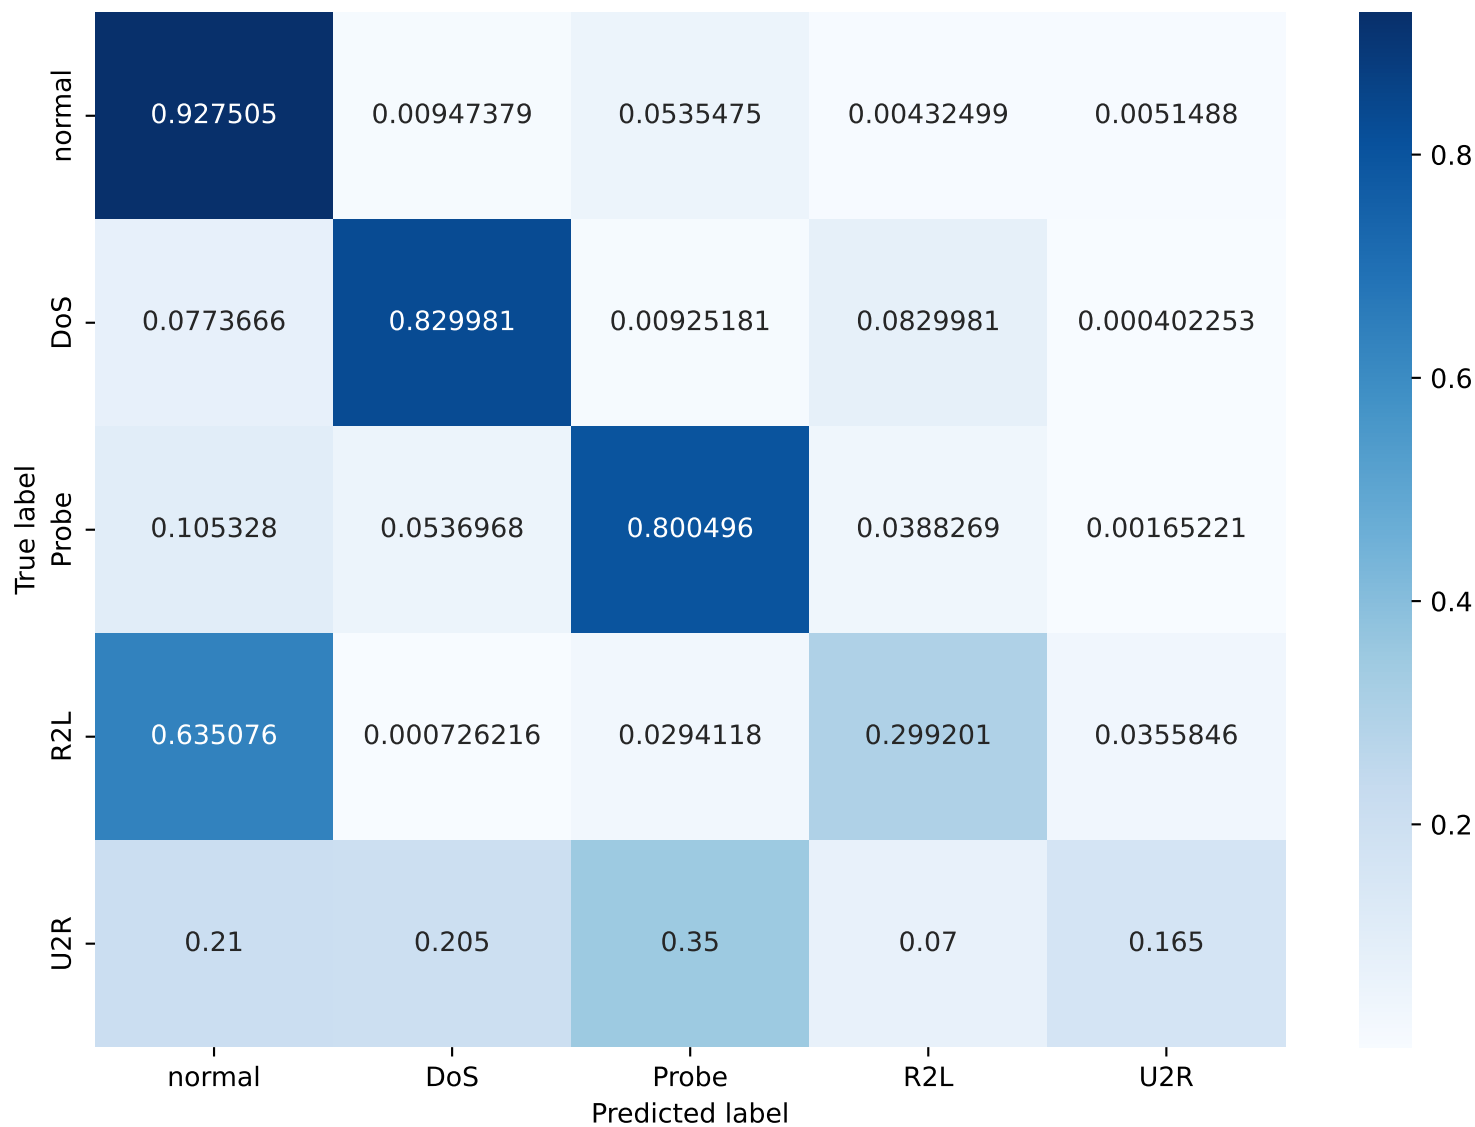 normal 0.927505 0.00947379 0.0535475 0.00432499 0.0051488
0.8
DoS 0.0773666 0.829981 0.00925181 0.0829981 0.000402253
0.6
True label
Probe 0.105328 0.0536968 0.800496 0.0388269 0.00165221
0.4
R2L 0.635076 0.000726216 0.0294118 0.299201 0.0355846
0.2
U2R 0.21 0.205 0.35 0.07 0.165
normal DoS Probe R2L U2R
Predicted label